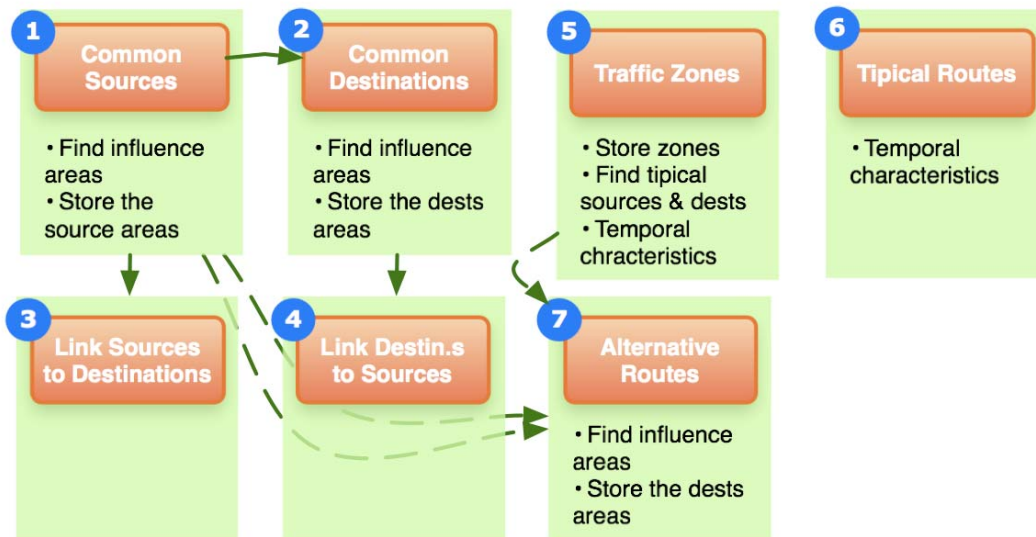 1
Common
Sources
• Find influence
areas
• Store the
source areas
2
Common
Destinations
• Find influence
areas
• Store the dests
areas
5
Traffic Zones
• Store zones
• Find tipical
sources & dests
• Temporal
chracteristics
6
Tipical Routes
• Temporal
characteristics
3
Link Sources
to Destinations
4
Link Destin.s
to Sources
7
Alternative
Routes
• Find influence
areas
• Store the dests
areas